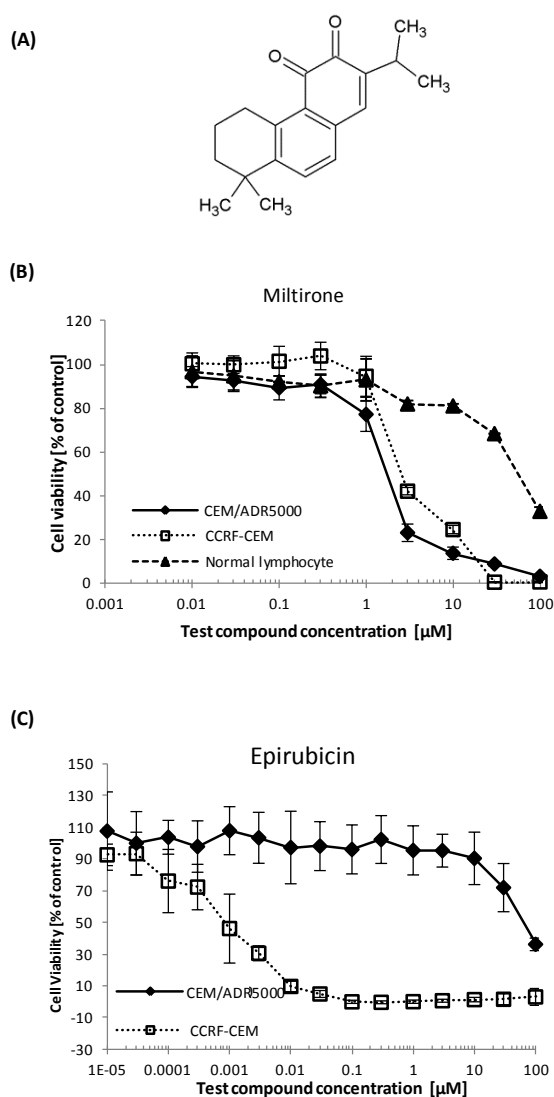 (A)
O
O
CH3
CH3
H3C
CH3
(B)
Miltirone
Cell viability [% of control]
120
100
80
60
40
20
0
CEM/ADR5000
CCRF-CEM
Normal lymphocyte
0.001 0.01 0.1 1 10 100
Test compound concentration [µM]
(C)
Epirubicin
Cell Viability [% of control]
150
130
110
90
70
50
30
10
-10
-30
CEM/ADR5000
CCRF-CEM
1E-05 0.0001 0.001 0.01 0.1 1 10 100
Test compound concentration [µM]